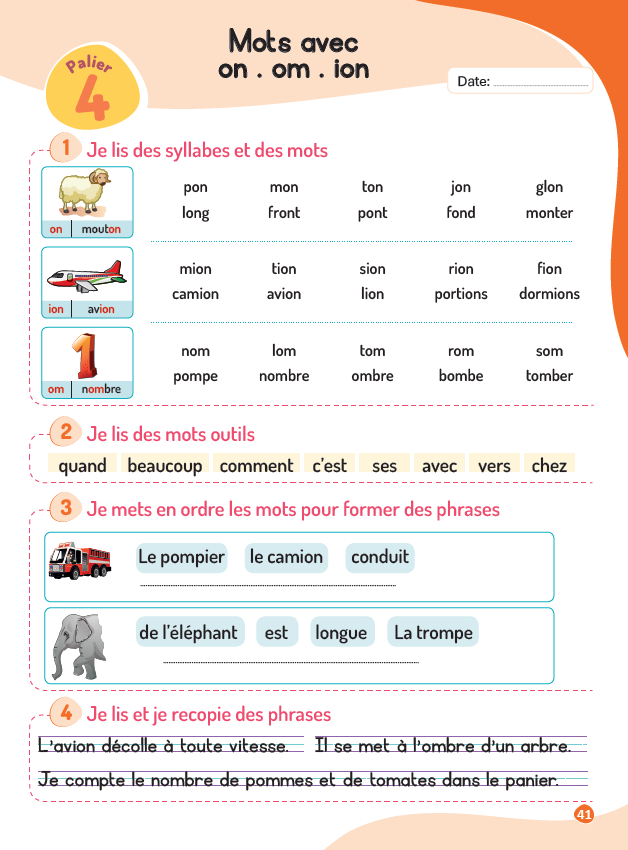 Mots avec
on . om . ion
Palier
4
Date:
1 Je lis des syllabes et des mots
on mouton
pon mon ton jon glon
long front pont fond monter
ion avion
mion tion sion rion fion
camion avion lion portions dormions
1
om nombre
nom lom tom rom som
pompe nombre ombre bombe tomber
2 Je lis des mots outils
quand beaucoup comment c'est ses avec vers chez
3 Je mets en ordre les mots pour former des phrases
Le pompier le camion conduit
de l'éléphant est longue La trompe
4 Je lis et je recopie des phrases
L'avion décolle à toute vitesse. Il se met à l'ombre d'un arbre.
Je compte le nombre de pommes et de tomates dans le panier.
41